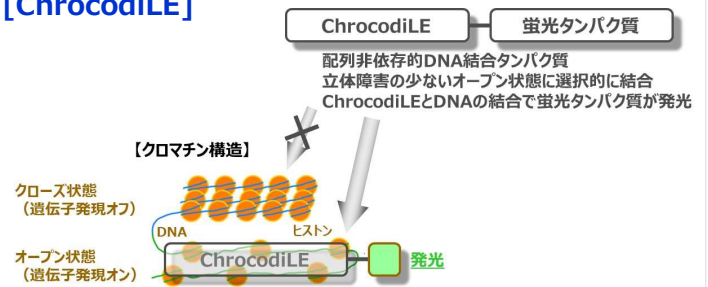 [ChrocodiLE]
ChrocodiLE
蛍光タンパク質
配列非依存的DNA結合タンパク質
立体障害の少ないオープン状態に選択的に結合
ChrocodiLEとDNAの結合で蛍光タンパク質が発光
【クロマチン構造】
クローズ状態
（遺伝子発現オフ）
DNA
ヒストン
オープン状態
（遺伝子発現オン）
ChrocodiLE
発光